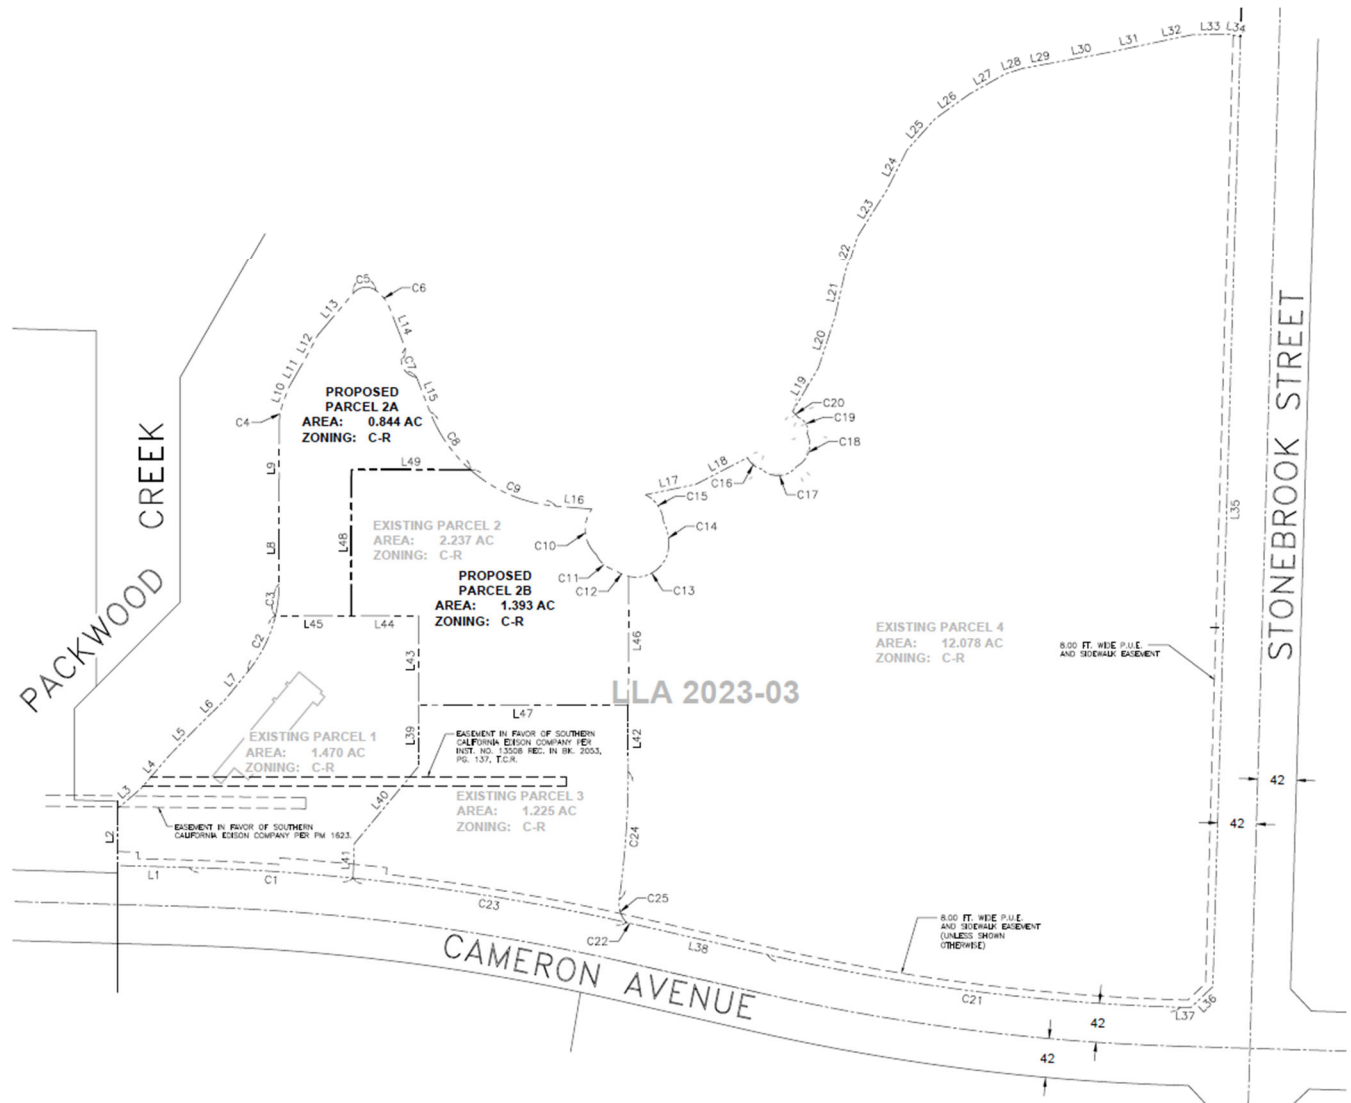 L33
L34
L32
L31
L30
L29
L28
L27
L26
L25
L24
L23
L22
L21
L20
L19
C20
C19
C18
C17
C16
L18
L17
C15
C14
C13
C12
C11
C10
L16
C9
C8
L15
C7
L14
C6
C5
L13
L12
L11
L10
C4
L9
L8
C3
C2
L7
L6
L5
L4
L3
L2
L1
C1
PROPOSED
PARCEL 2A
AREA: 0.844 AC
ZONING: C-R
L49
L48
EXISTING PARCEL 2
AREA: 2.237 AC
ZONING: C-R
PROPOSED
PARCEL 2B
AREA: 1.393 AC
ZONING: C-R
L45
L44
L43
L46
L47
L42
L39
L40
L41
EXISTING PARCEL 4
AREA: 12.078 AC
ZONING: C-R
8.00 FT. WIDE P.U.E.
AND SIDEWALK EASEMENT
LLA 2023-03
EXISTING PARCEL 1
AREA: 1.470 AC
ZONING: C-R
EASEMENT IN FAVOR OF SOUTHERN
CALIFORNIA EDISON COMPANY PER
INST. NO. 13508 REC. IN BK. 2053,
PG. 137, T.C.R.
EXISTING PARCEL 3
AREA: 1.225 AC
ZONING: C-R
EASEMENT IN FAVOR OF SOUTHERN
CALIFORNIA EDISON COMPANY PER PM 1623.
C24
C25
C23
C22
L38
C21
L37
L36
L35
8.00 FT. WIDE P.U.E.
AND SIDEWALK EASEMENT
(UNLESS SHOWN
OTHERWISE)
42
42
42
42
PACKWOOD CREEK
CAMERON AVENUE
STONEBROOK STREET